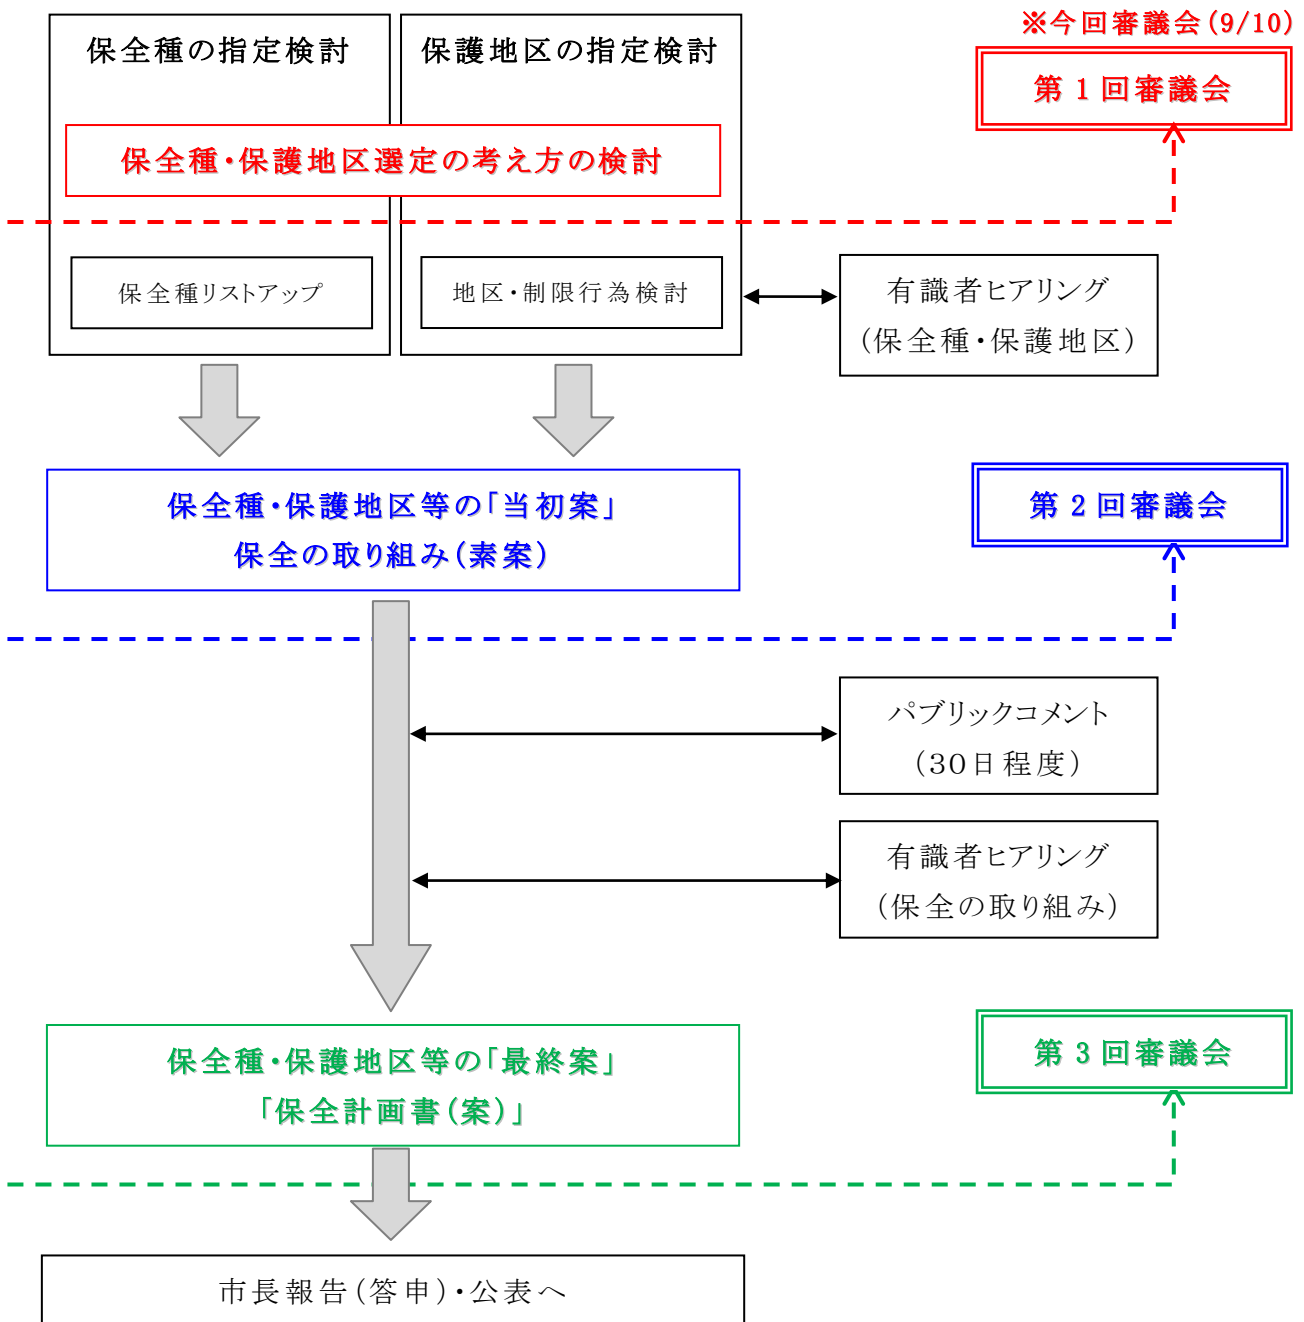 ※今回審議会(9/10)
保全種の指定検討
保護地区の指定検討
第1回審議会
保全種・保護地区選定の考え方の検討
保全種リストアップ
地区・制限行為検討
有識者ヒアリング
(保全種・保護地区)
保全種・保護地区等の「当初案」
保全の取り組み(素案)
第2回審議会
パブリックコメント
(30日程度)
有識者ヒアリング
(保全の取り組み)
保全種・保護地区等の「最終案」
「保全計画書(案)」
第3回審議会
市長報告(答申)・公表へ